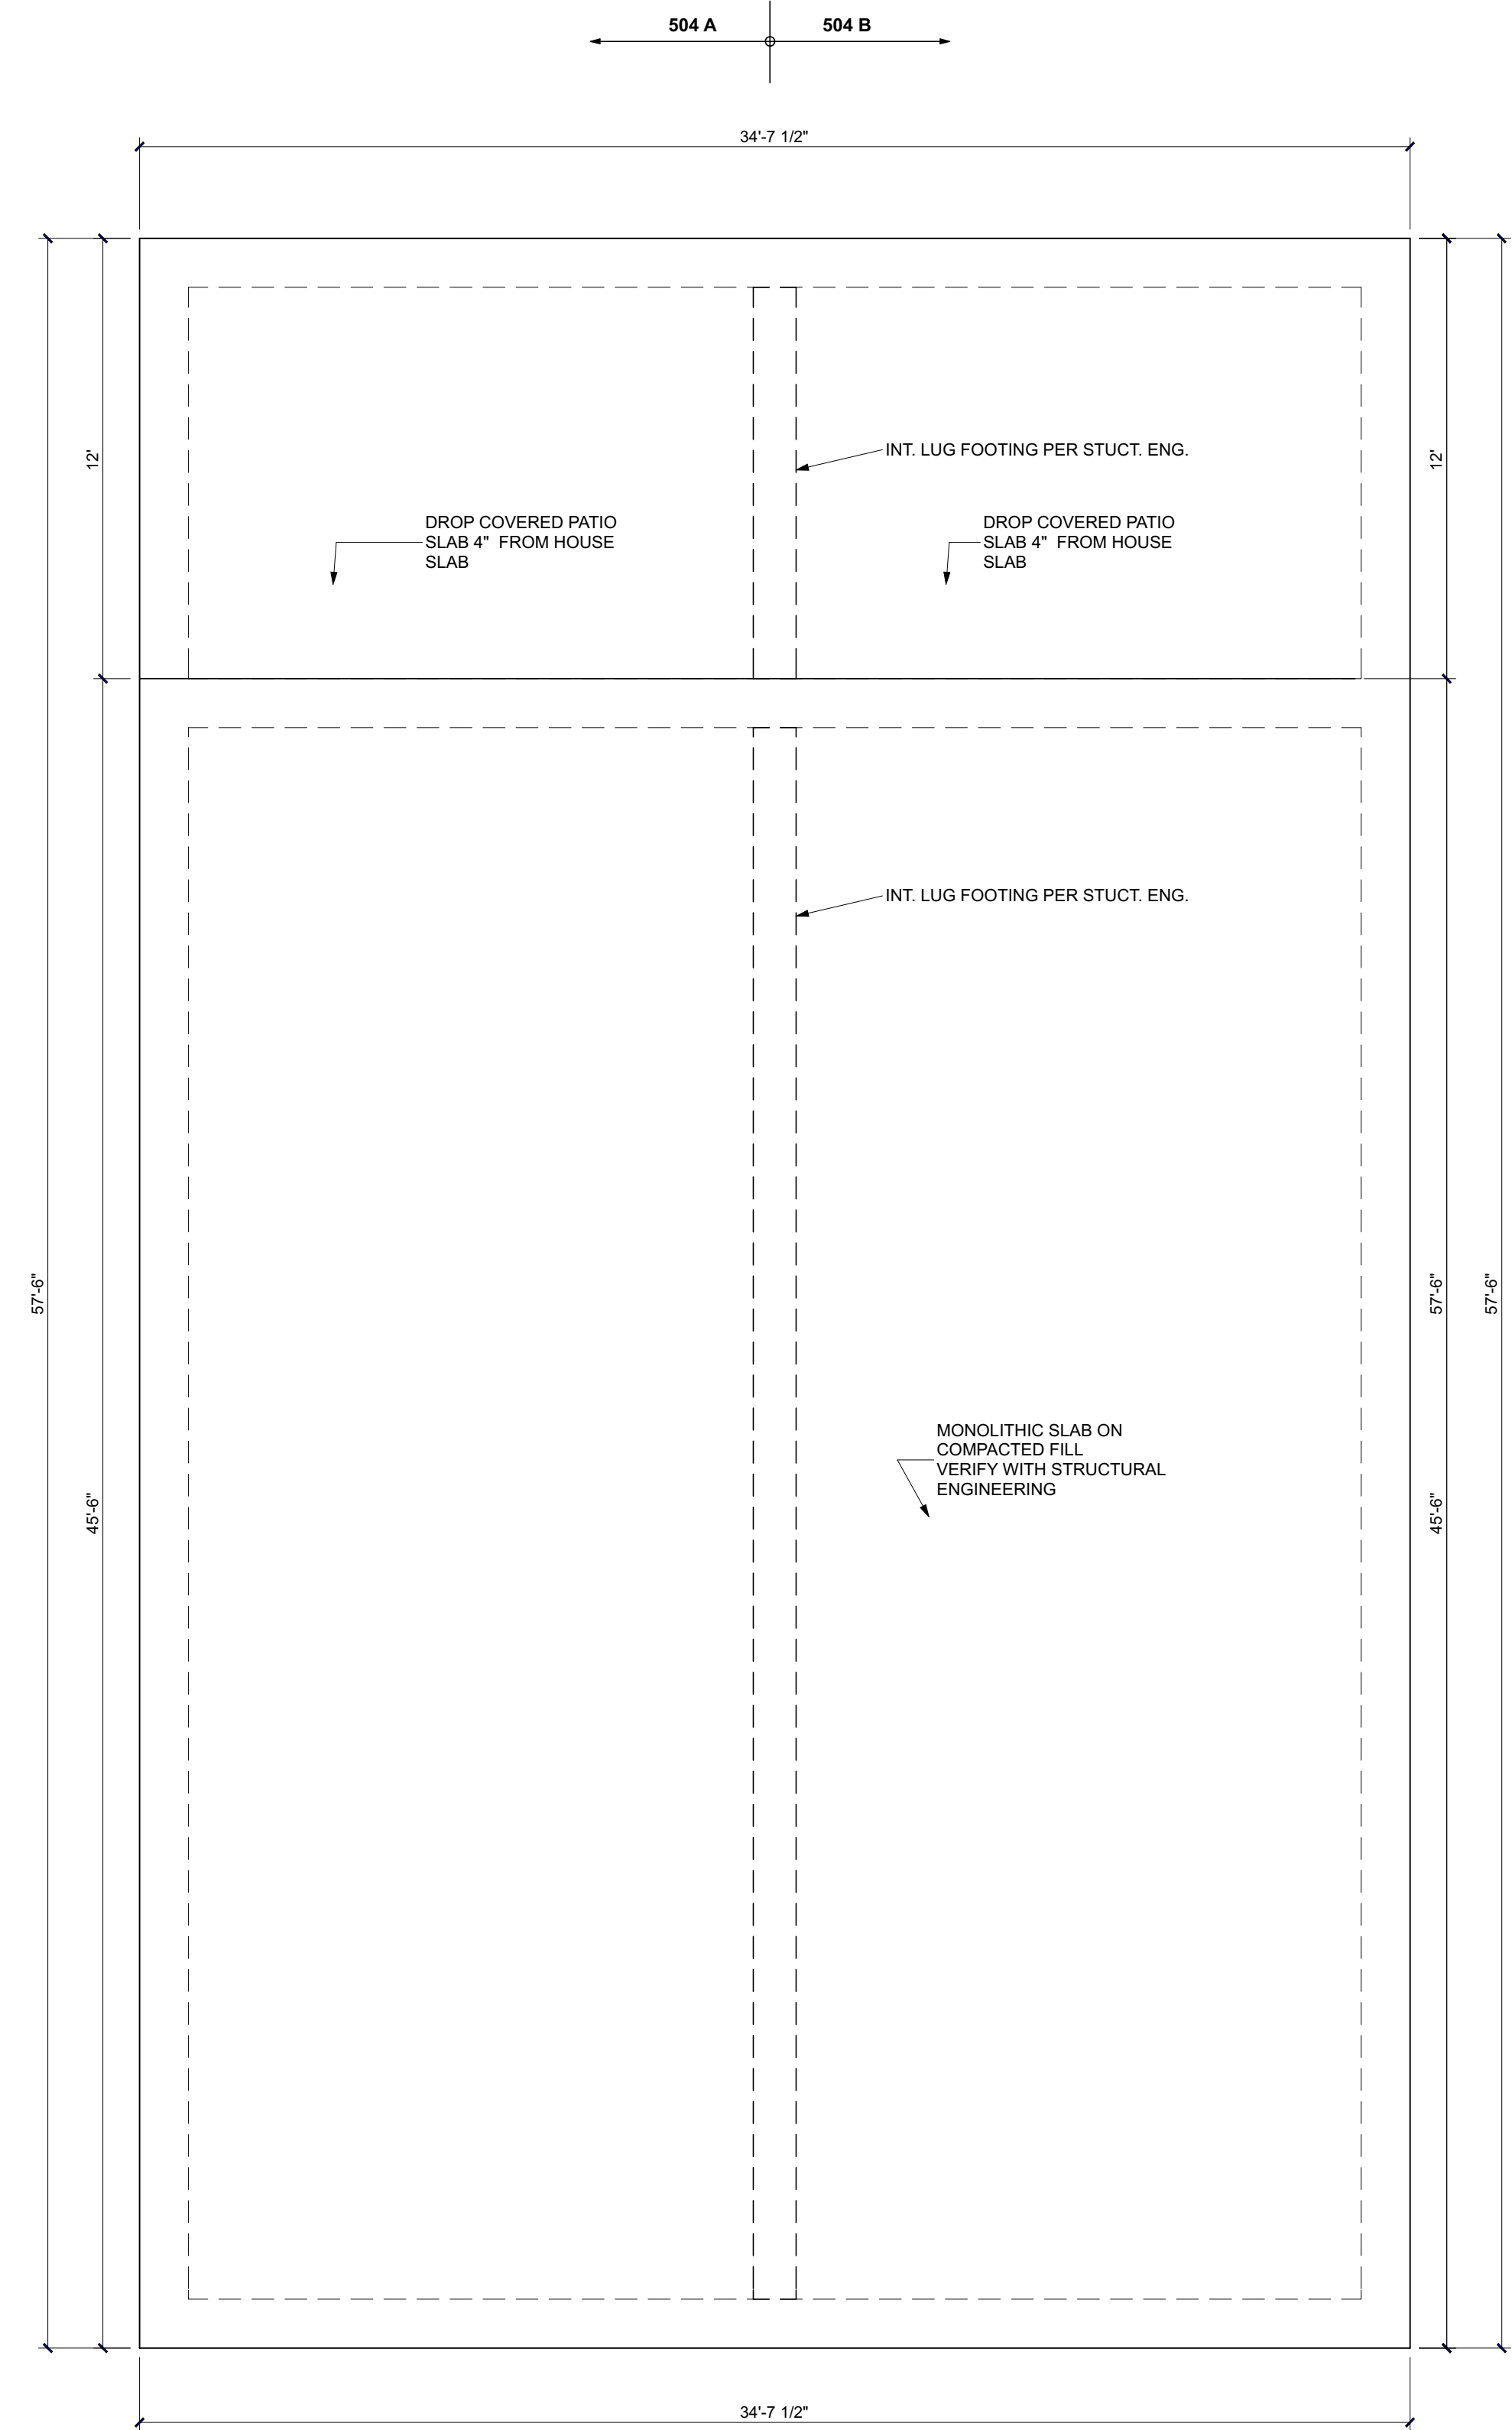 504 A
504 B
34'-7 1/2"
12'
12'
INT. LUG FOOTING PER STUCT. ENG.
DROP COVERED PATIO
SLAB 4" FROM HOUSE
SLAB
DROP COVERED PATIO
SLAB 4" FROM HOUSE
SLAB
INT. LUG FOOTING PER STUCT. ENG.
57'-6"
57'-6"
57'-6"
MONOLITHIC SLAB ON
COMPACTED FILL
VERIFY WITH STRUCTURAL
ENGINEERING
45'-6"
45'-6"
34'-7 1/2"